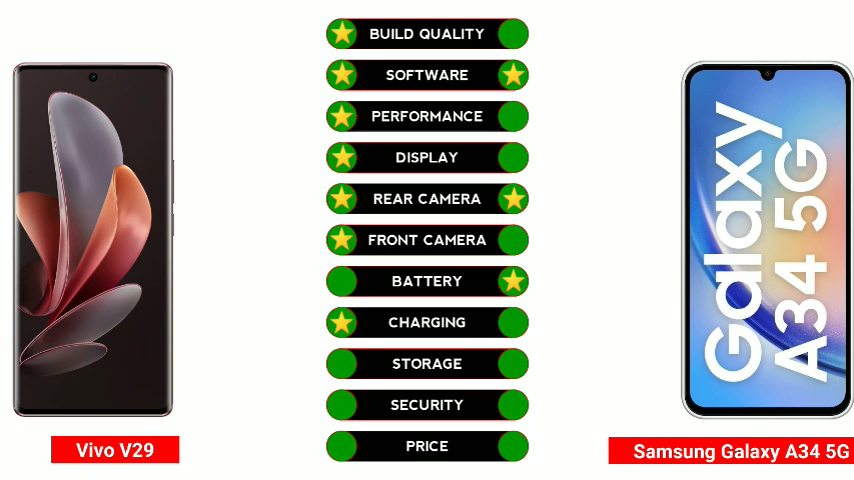 BUILD QUALITY
SOFTWARE
PERFORMANCE
DISPLAY
REAR CAMERA
FRONT CAMERA
BATTERY
CHARGING
STORAGE
SECURITY
PRICE
Vivo V29
Galaxy
A34 5G
Samsung Galaxy A34 5G